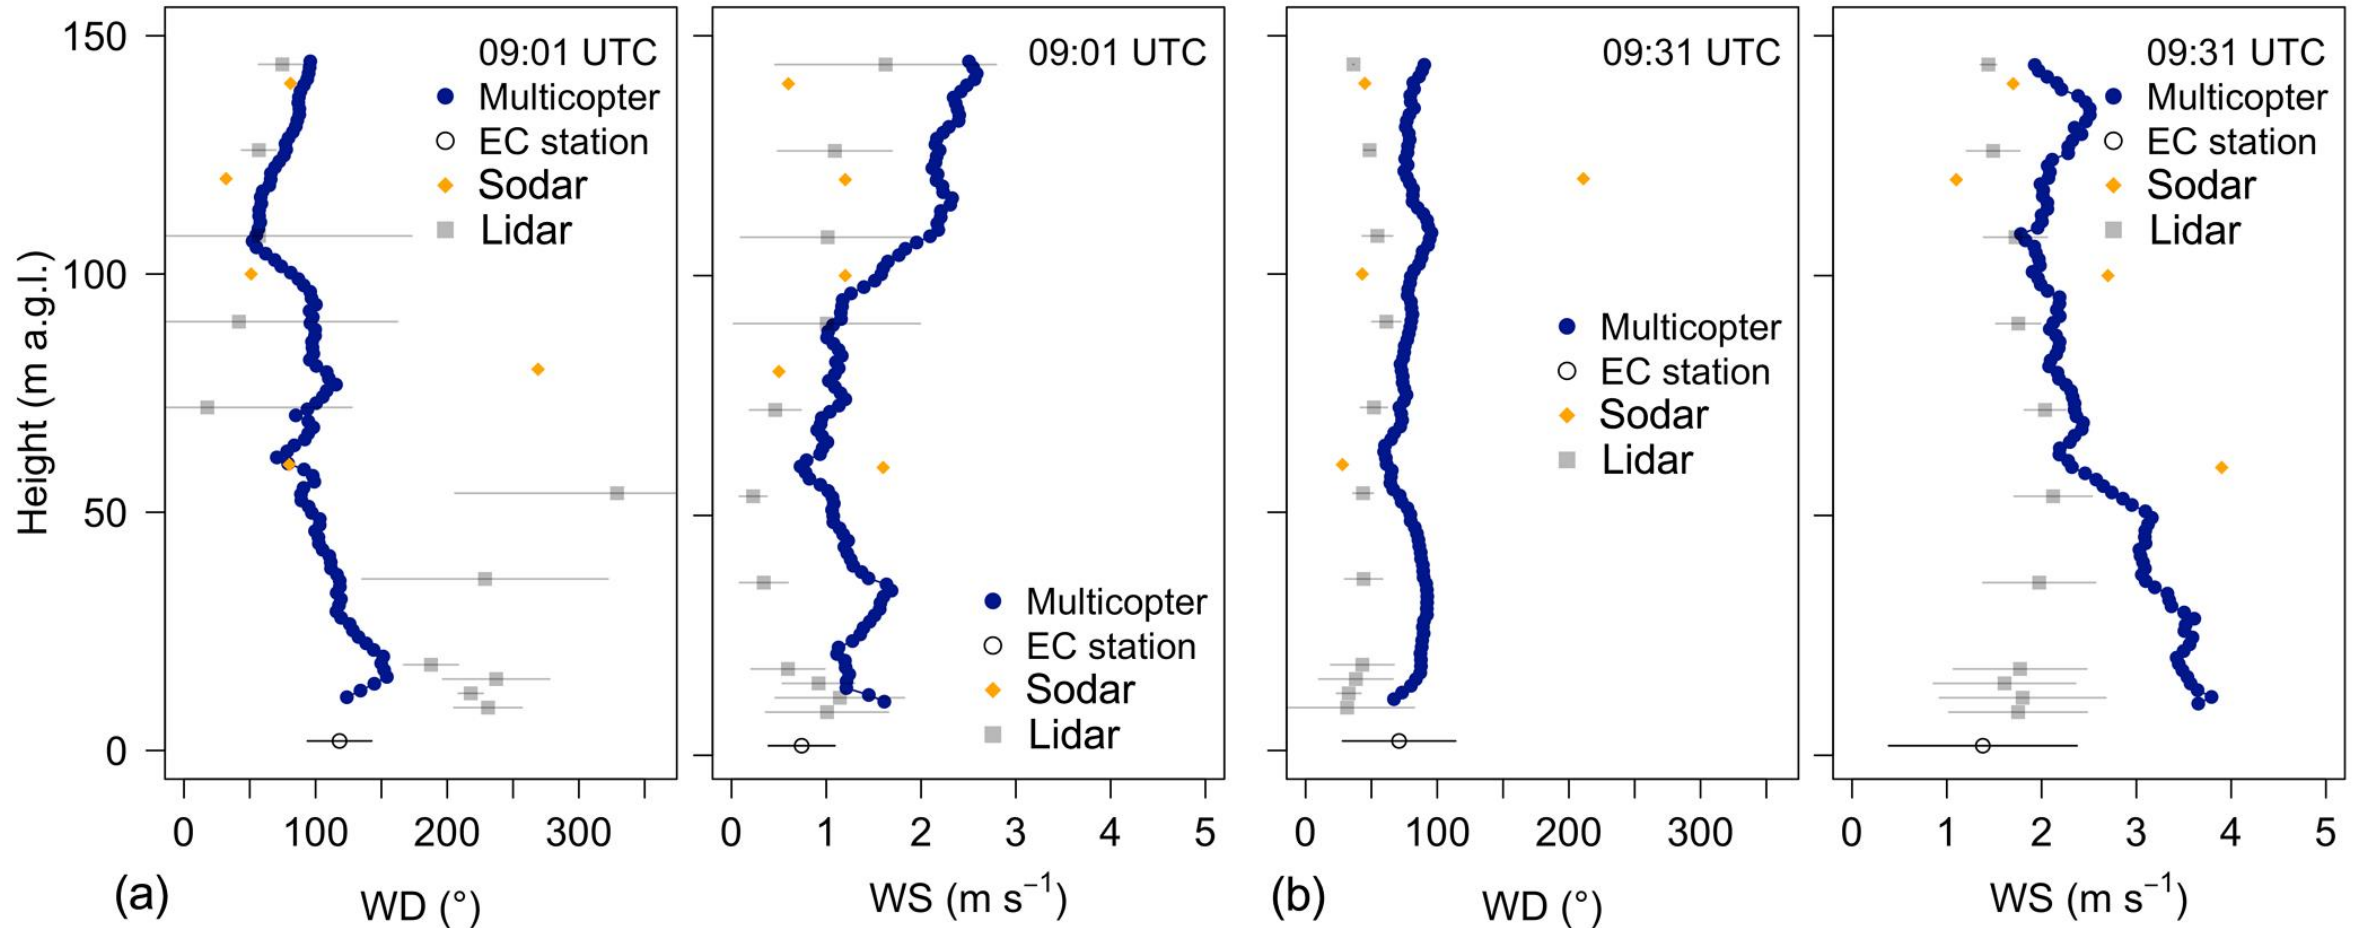 Height (m a.g.l.)
150
100
50
0
09:01 UTC
Multicopter
EC station
Sodar
Lidar
0 100 200 300
WD (°)
(a)
09:01 UTC
Multicopter
EC station
Sodar
Lidar
0 1 2 3 4 5
WS (m s⁻¹)
09:31 UTC
Multicopter
EC station
Sodar
Lidar
0 100 200 300
WD (°)
(b)
09:31 UTC
Multicopter
EC station
Sodar
Lidar
0 1 2 3 4 5
WS (m s⁻¹)